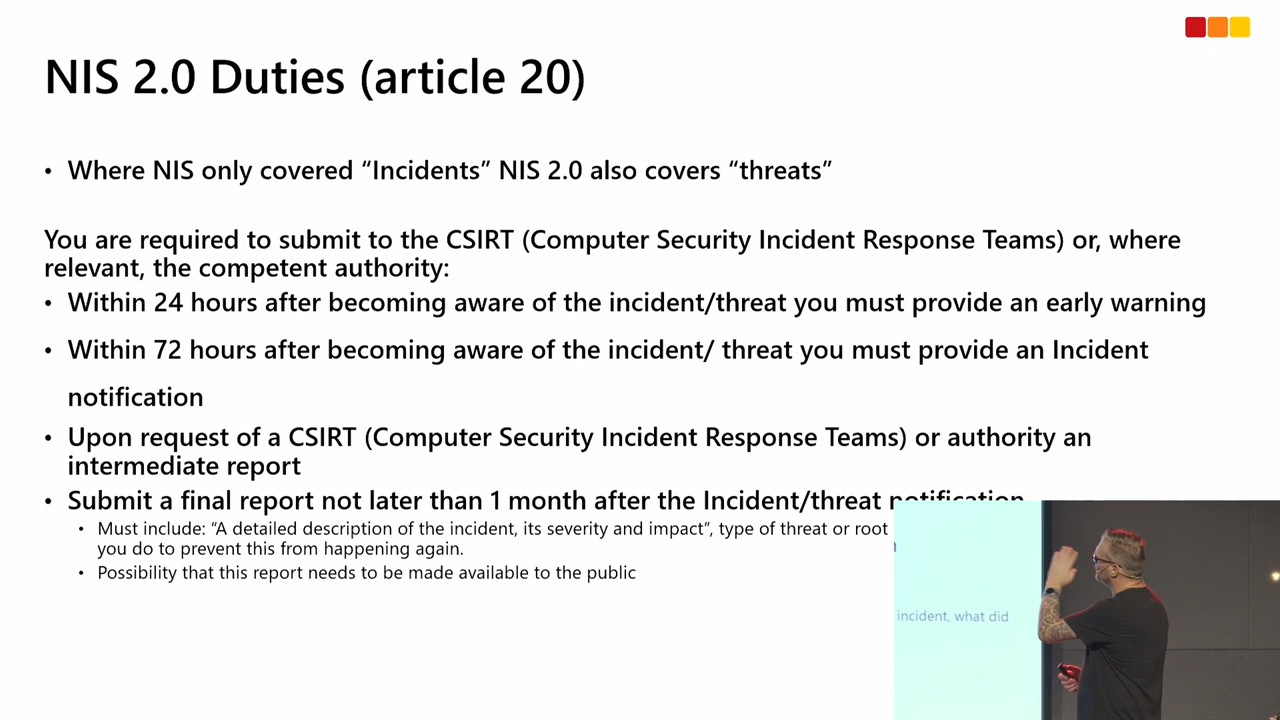 NIS 2.0 Duties (article 20)
• Where NIS only covered “Incidents” NIS 2.0 also covers “threats”
You are required to submit to the CSIRT (Computer Security Incident Response Teams) or, where
relevant, the competent authority:
• Within 24 hours after becoming aware of the incident/threat you must provide an early warning
• Within 72 hours after becoming aware of the incident/ threat you must provide an Incident
notification
• Upon request of a CSIRT (Computer Security Incident Response Teams) or authority an
intermediate report
• Submit a final report not later than 1 month after the Incident/threat notification
• Must include: “A detailed description of the incident, its severity and impact”, type of threat or root
you do to prevent this from happening again.
• Possibility that this report needs to be made available to the public
incident, what did